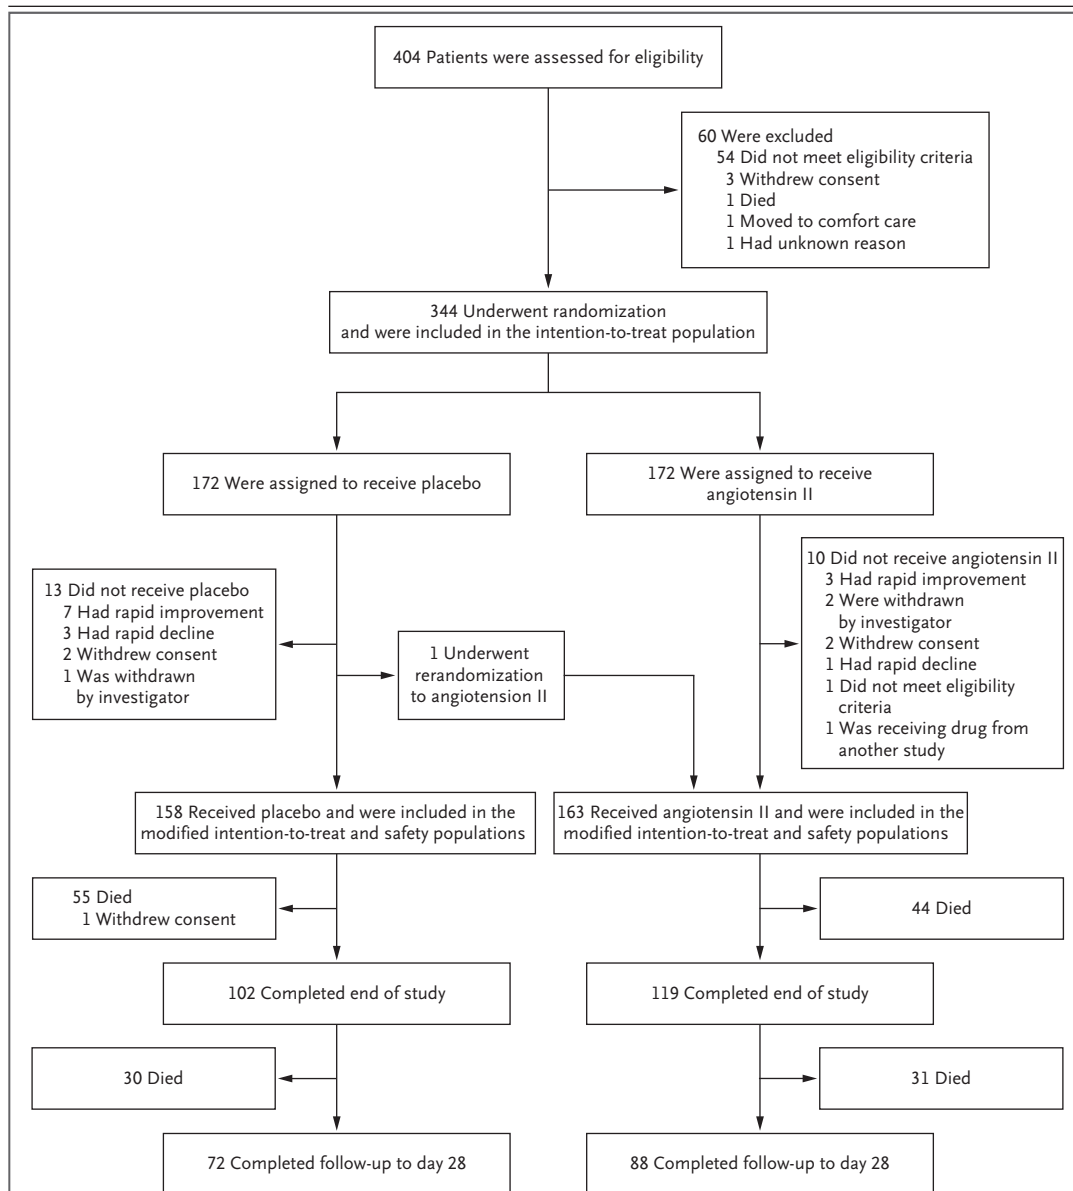 404 Patients were assessed for eligibility
60 Were excluded
54 Did not meet eligibility criteria
3 Withdrew consent
1 Died
1 Moved to comfort care
1 Had unknown reason
344 Underwent randomization
and were included in the intention-to-treat population
172 Were assigned to receive placebo
172 Were assigned to receive
angiotensin II
13 Did not receive placebo
7 Had rapid improvement
3 Had rapid decline
2 Withdrew consent
1 Was withdrawn
by investigator
1 Underwent
rerandomization
to angiotension II
10 Did not receive angiotensin II
3 Had rapid improvement
2 Were withdrawn
by investigator
2 Withdrew consent
1 Had rapid decline
1 Did not meet eligibility
criteria
1 Was receiving drug from
another study
158 Received placebo and were included in the
modified intention-to-treat and safety populations
163 Received angiotensin II and were included in the
modified intention-to-treat and safety populations
55 Died
1 Withdrew consent
44 Died
102 Completed end of study
119 Completed end of study
30 Died
31 Died
72 Completed follow-up to day 28
88 Completed follow-up to day 28